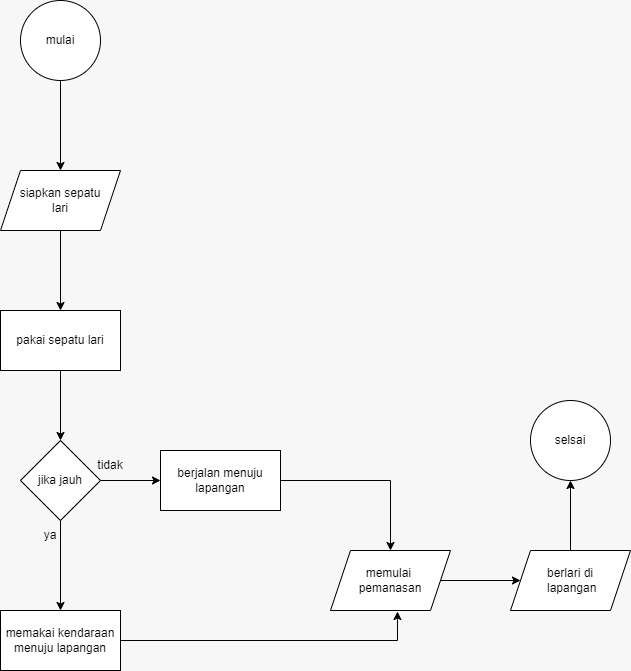 mulai
siapkan sepatu
lari
pakai sepatu lari
jika jauh
tidak
berjalan menuju
lapangan
ya
memakai kendaraan
menuju lapangan
memulai
pemanasan
berlari di
lapangan
selsai